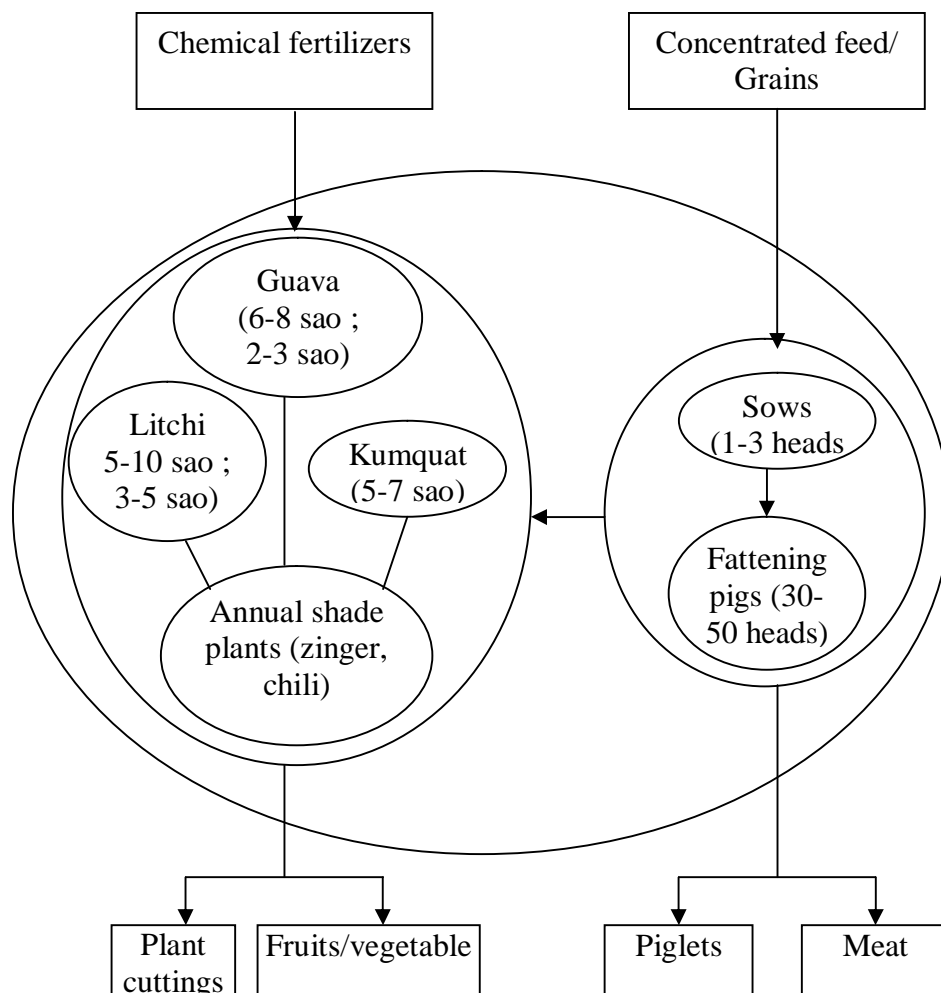 Chemical fertilizers
Concentrated feed/
Grains
Guava
(6-8 sao ;
2-3 sao)
Litchi
5-10 sao ;
3-5 sao)
Kumquat
(5-7 sao)
Annual shade
plants (zinger,
chili)
Sows
(1-3 heads
Fattening
pigs (30-
50 heads)
Plant
cuttings
Fruits/vegetable
Piglets
Meat